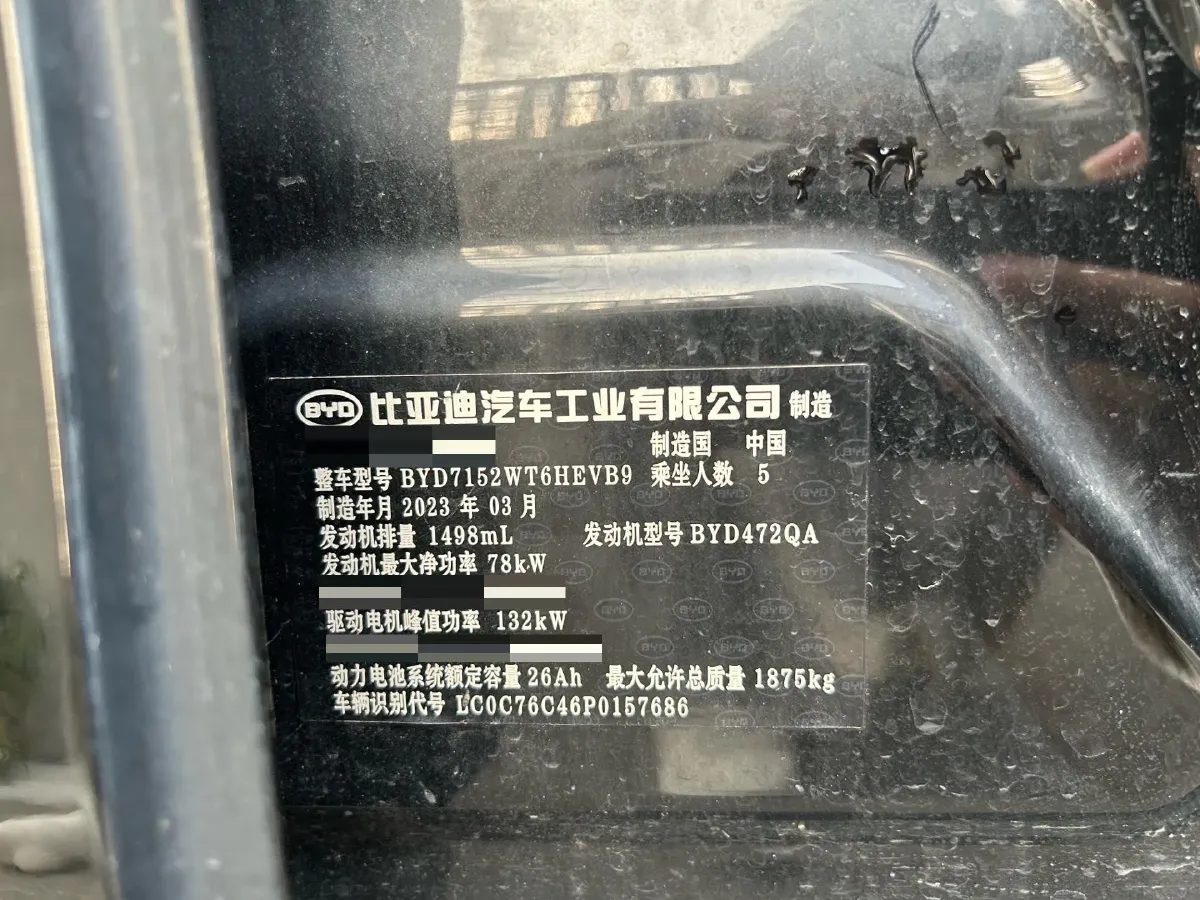 BYD 比亚迪汽车工业有限公司 制造
制造国 中国
整车型号 BYD7152WT6HEVB9 乘坐人数 5
制造年月 2023 年 03 月
发动机排量 1498mL 发动机型号 BYD472QA
发动机最大净功率 78kW
驱动电机峰值功率 132kW
动力电池系统额定容量 26Ah 最大允许总质量 1875kg
车辆识别代号 LC0C76C46P0157686